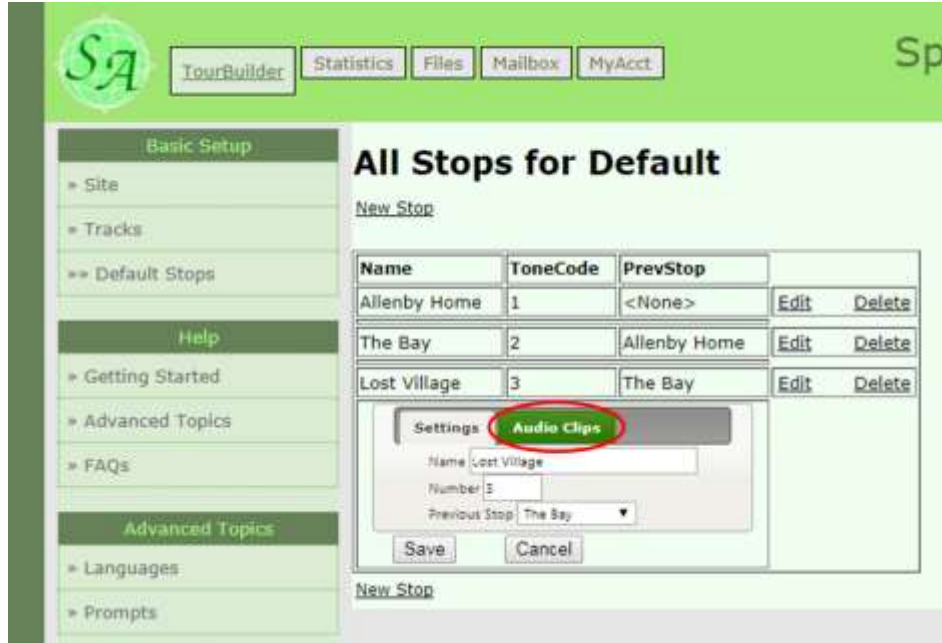 SA
TourBuilder Statistics Files Mailbox MyAcct
Sp
Basic Setup
» Site
» Tracks
»» Default Stops
Help
» Getting Started
» Advanced Topics
» FAQs
Advanced Topics
» Languages
» Prompts
All Stops for Default
New Stop
Name ToneCode PrevStop
Allenby Home 1 <None> Edit Delete
The Bay 2 Allenby Home Edit Delete
Lost Village 3 The Bay Edit Delete
Settings Audio Clips
Name Lost Village
Number 3
Previous Stop The Bay
Save Cancel
New Stop